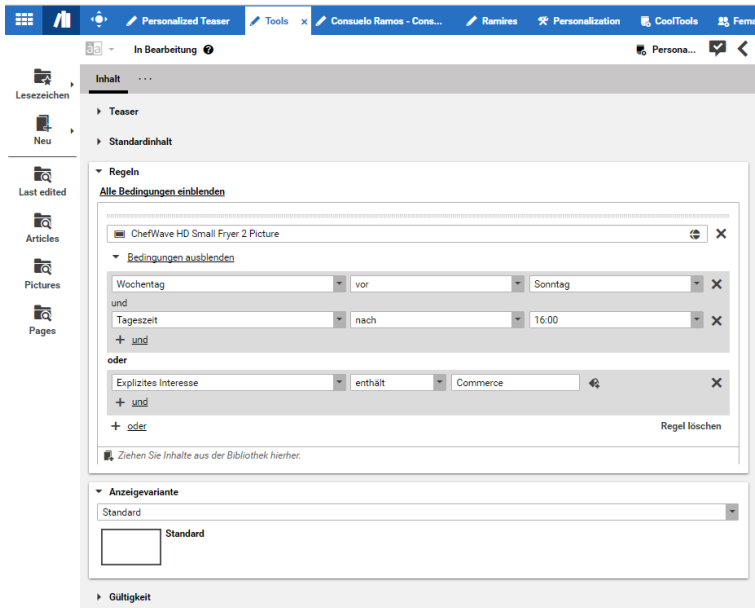 Personalized Teaser
Tools x
Consuelo Ramos - Cons...
Ramires
Personalization
CoolTools
Fema
In Bearbeitung
Persona...
Lesezeichen
Neu
Last edited
Articles
Pictures
Pages
Inhalt ...
Teaser
Standardinhalt
Regeln
Alle Bedingungen einblenden
ChefWave HD Small Fryer 2 Picture
Bedingungen ausblenden
Wochentag vor Sonntag
und
Tageszeit nach 16:00
+ und
oder
Explizites Interesse enthält Commerce
+ und
+ oder Regel löschen
Ziehen Sie Inhalte aus der Bibliothek hierher.
Anzeigevariante
Standard
Standard
Gültigkeit